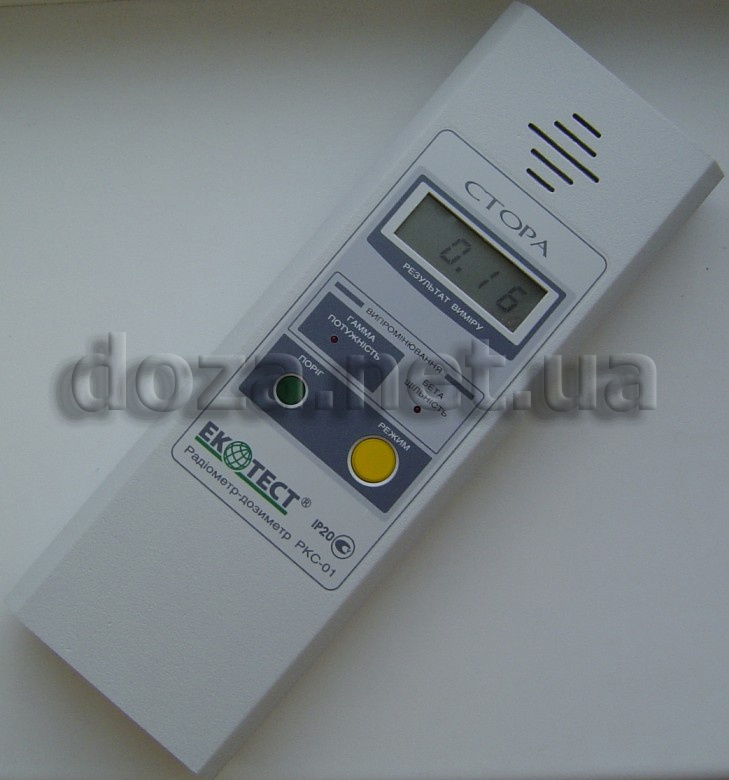 СТОРА
0.16
РЕЗУЛЬТАТ ВИМІРУ
ВИПРОМІНЮВАННЯ
ГАММА
ПОТУЖНІСТЬ
БЕТА
ЩІЛЬНІСТЬ
ПОРІГ
РЕЖИМ
doza.net.ua
ЕКОТЕСТ®
Радіометр-дозиметр РКС-01
IP20